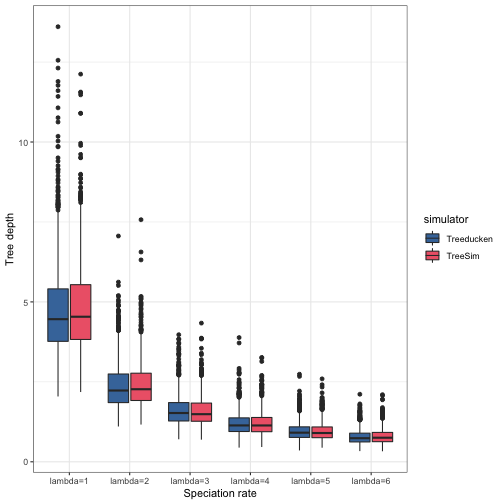 Tree depth
10
5
0
lambda=1 lambda=2 lambda=3 lambda=4 lambda=5 lambda=6
Speciation rate
simulator
Treeducken
TreeSim